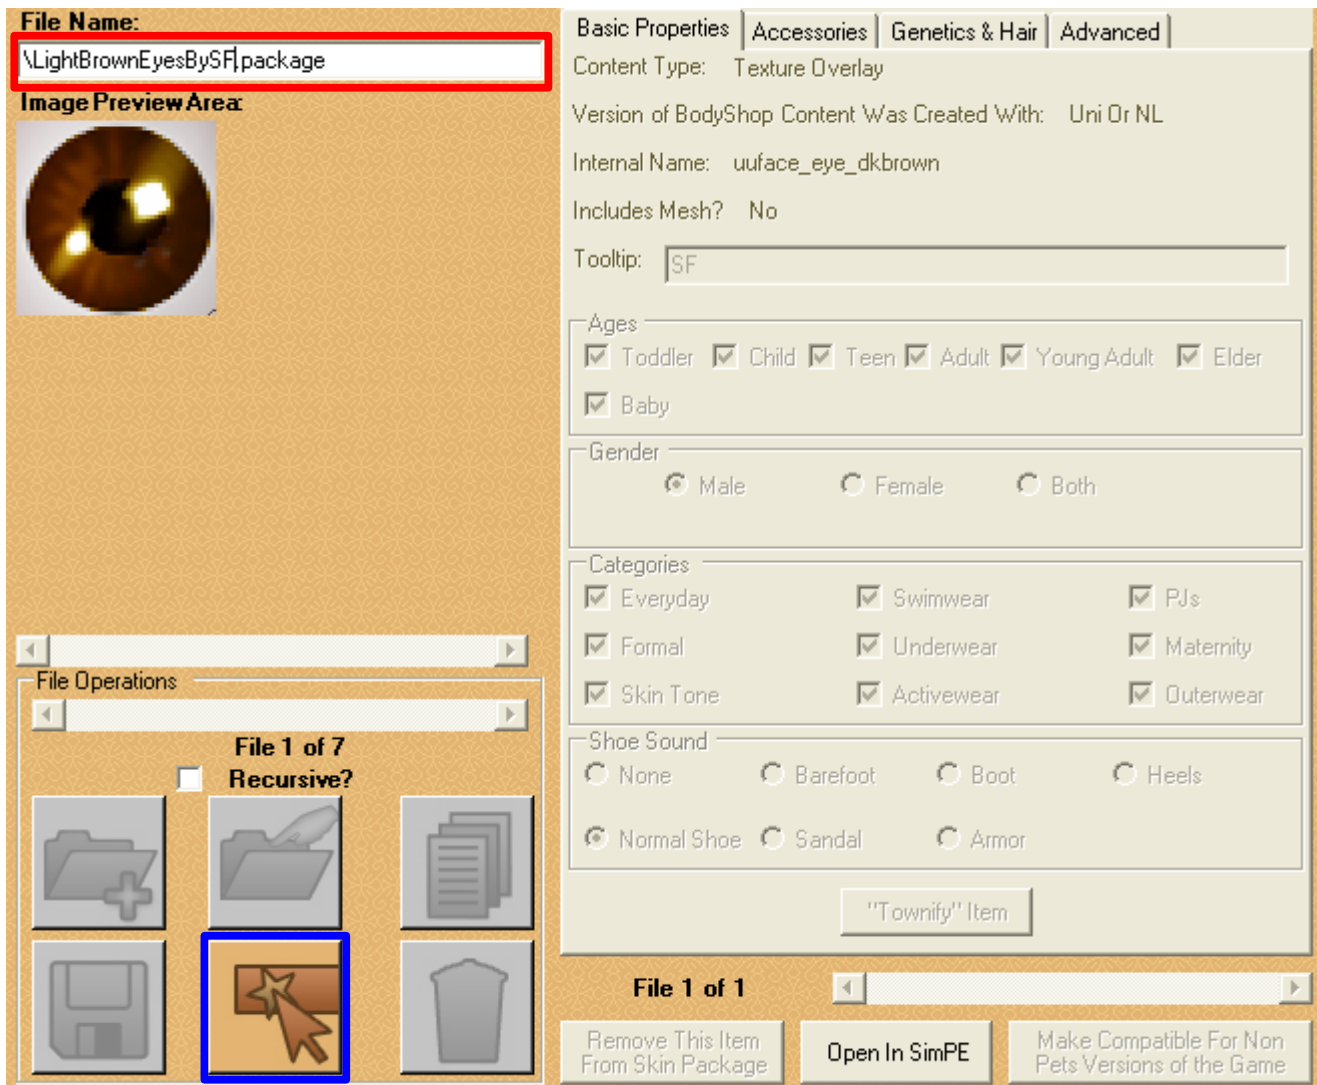 File Name:
\LightBrownEyesBySF.package
Image Preview Area:
File Operations
File 1 of 7
Recursive?
Basic Properties Accessories Genetics & Hair Advanced
Content Type: Texture Overlay
Version of BodyShop Content Was Created With: Uni Or NL
Internal Name: uuface_eye_dkbrown
Includes Mesh? No
Tooltip: SF
Ages
Toddler Child Teen Adult Young Adult Elder
Baby
Gender
Male Female Both
Categories
Everyday Swimwear PJs
Formal Underwear Maternity
Skin Tone Activewear Outerwear
Shoe Sound
None Barefoot Boot Heels
Normal Shoe Sandal Armor
"Townify" Item
File 1 of 1
Remove This Item
From Skin Package
Open In SimPE
Make Compatible For Non
Pets Versions of the Game